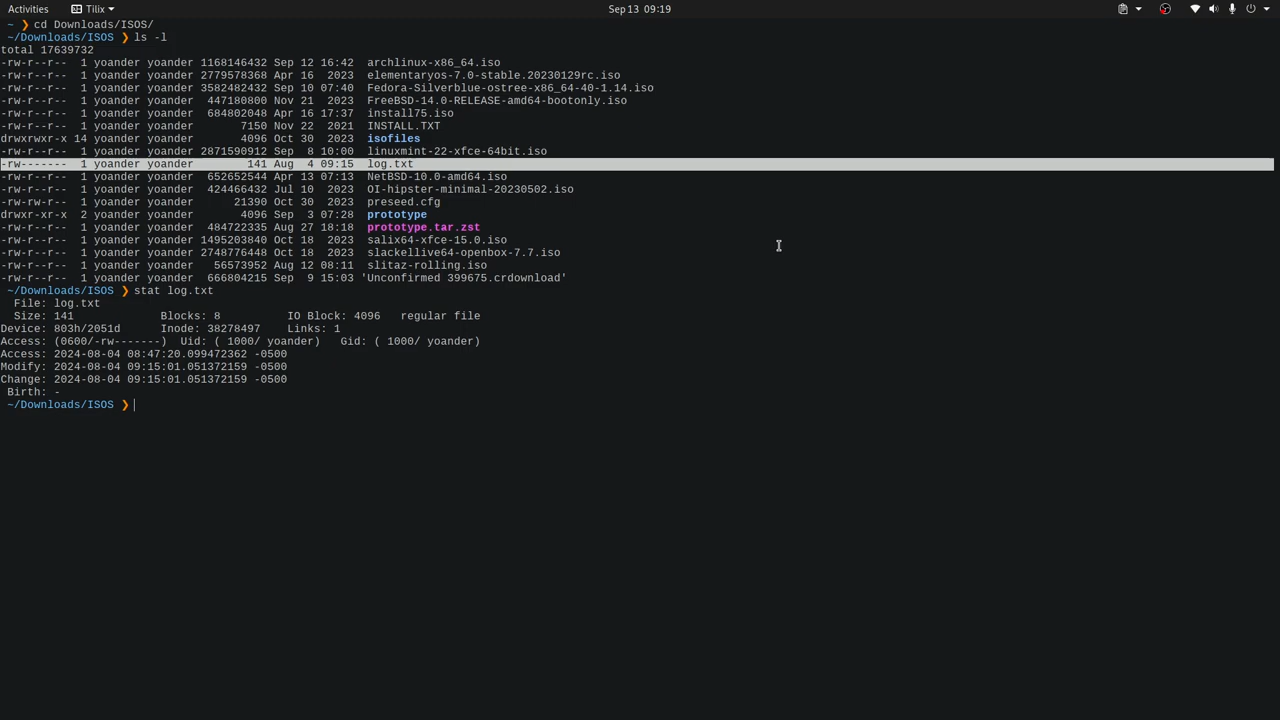 Activities Tilix Sep 13 09:19
~ ❯ cd Downloads/ISOS/
~/Downloads/ISOS ❯ ls -l
total 17639732
-rw-r--r-- 1 yoander yoander 1168146432 Sep 12 16:42 archlinux-x86_64.iso
-rw-r--r-- 1 yoander yoander 2779578368 Apr 16 2023 elementaryos-7.0-stable.20230129rc.iso
-rw-r--r-- 1 yoander yoander 3582482432 Sep 10 07:40 Fedora-Silverblue-ostree-x86_64-40-1.14.iso
-rw-r--r-- 1 yoander yoander 447180800 Nov 21 2023 FreeBSD-14.0-RELEASE-amd64-bootonly.iso
-rw-r--r-- 1 yoander yoander 684802048 Apr 16 17:37 install75.iso
-rw-r--r-- 1 yoander yoander 7150 Nov 22 2021 INSTALL.TXT
drwxrwxr-x 14 yoander yoander 4096 Oct 30 2023 isofiles
-rw-r--r-- 1 yoander yoander 2871590912 Sep 8 10:00 linuxmint-22-xfce-64bit.iso
-rw------- 1 yoander yoander 141 Aug 4 09:15 log.txt
-rw-r--r-- 1 yoander yoander 652652544 Apr 13 07:13 NetBSD-10.0-amd64.iso
-rw-r--r-- 1 yoander yoander 424466432 Jul 10 2023 OI-hipster-minimal-20230502.iso
-rw-rw-r-- 1 yoander yoander 21390 Oct 30 2023 preseed.cfg
drwxr-xr-x 2 yoander yoander 4096 Sep 3 07:28 prototype
-rw-r--r-- 1 yoander yoander 484722335 Aug 27 18:18 prototype.tar.zst
-rw-r--r-- 1 yoander yoander 1495203840 Oct 18 2023 salix64-xfce-15.0.iso
-rw-r--r-- 1 yoander yoander 2748776448 Oct 18 2023 slackellive64-openbox-7.7.iso
-rw-r--r-- 1 yoander yoander 56573952 Aug 12 08:11 slitaz-rolling.iso
-rw-r--r-- 1 yoander yoander 666804215 Sep 9 15:03 'Unconfirmed 399675.crdownload'
~/Downloads/ISOS ❯ stat log.txt
File: log.txt
Size: 141 Blocks: 8 IO Block: 4096 regular file
Device: 803h/2051d Inode: 38278497 Links: 1
Access: (0600/-rw-------) Uid: ( 1000/ yoander) Gid: ( 1000/ yoander)
Access: 2024-08-04 08:47:20.099472362 -0500
Modify: 2024-08-04 09:15:01.051372159 -0500
Change: 2024-08-04 09:15:01.051372159 -0500
Birth: -
~/Downloads/ISOS ❯